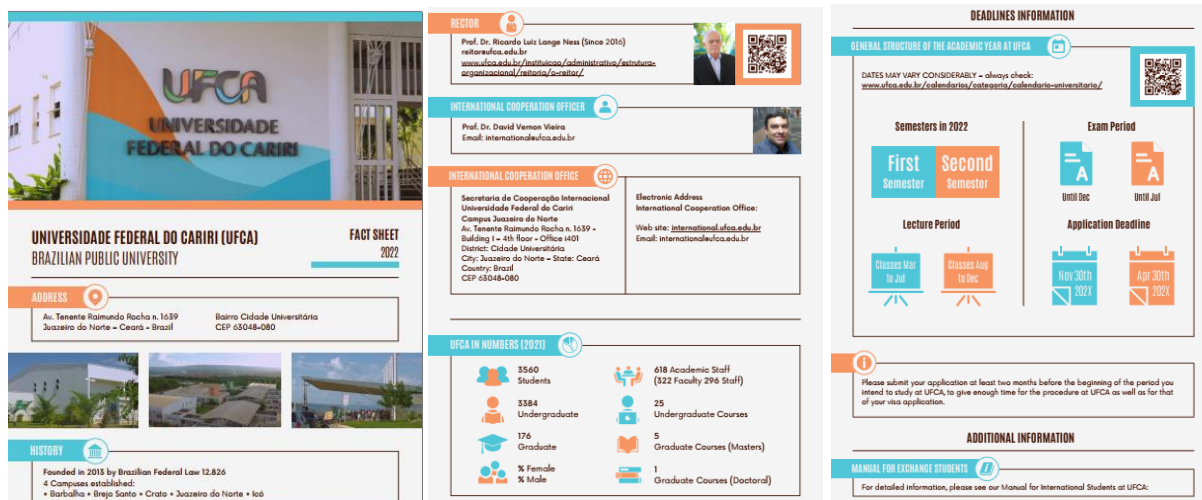 UFCA
UNIVERSIDADE
FEDERAL DO CARIRI
UNIVERSIDADE FEDERAL DO CARIRI (UFCA)
BRAZILIAN PUBLIC UNIVERSITY
FACT SHEET
2022
ADDRESS
Av. Tenente Raimundo Rocha n. 1639
Juazeiro do Norte – Ceará - Brazil
Bairro Cidade Universitária
CEP 63048-080
HISTORY
Founded in 2013 by Brazilian Federal Law 12.826
4 Campuses established:
• Barbalha • Brejo Santo • Crato • Juazeiro do Norte • Icó
RECTOR
Prof. Dr. Ricardo Luiz Lange Ness (Since 2016)
reitor@ufca.edu.br
www.ufca.edu.br/instituicao/administrativo/estrutura-
organizacional/reitoria/o-reitor/
INTERNATIONAL COOPERATION OFFICER
Prof. Dr. David Vernon Vieira
Email: international@ufca.edu.br
INTERNATIONAL COOPERATION OFFICE
Secretaria de Cooperação Internacional
Universidade Federal do Cariri
Campus Juazeiro do Norte
Av. Tenente Raimundo Rocha n. 1639 -
Building I – 4th floor - Office I401
District: Cidade Universitária
City: Juazeiro do Norte – State: Ceará
Country: Brazil
CEP 63048-080
Electronic Address
International Cooperation Office:
Web site: international.ufca.edu.br
Email: international@ufca.edu.br
UFCA IN NUMBERS (2021)
3560
Students
618 Academic Staff
(322 Faculty 296 Staff)
3384
Undergraduate
25
Undergraduate Courses
176
Graduate
5
Graduate Courses (Masters)
% Female
% Male
1
Graduate Courses (Doctoral)
DEADLINES INFORMATION
GENERAL STRUCTURE OF THE ACADEMIC YEAR AT UFCA
DATES MAY VARY CONSIDERABLY – always check:
www.ufca.edu.br/calendarios/categoria/calendario-universitario/
Semesters in 2022
First
Semester
Second
Semester
Exam Period
A
Until Dec
A
Until Jul
Lecture Period
Classes Mar
to Jul
Classes Aug
to Dec
Application Deadline
Nov 30th
202X
Apr 30th
202X
Please submit your application at least two months before the beginning of the period you
intend to study at UFCA, to give enough time for the procedure at UFCA as well as for that
of your visa application.
ADDITIONAL INFORMATION
MANUAL FOR EXCHANGE STUDENTS
For detailed information, please see our Manual for International Students at UFCA: